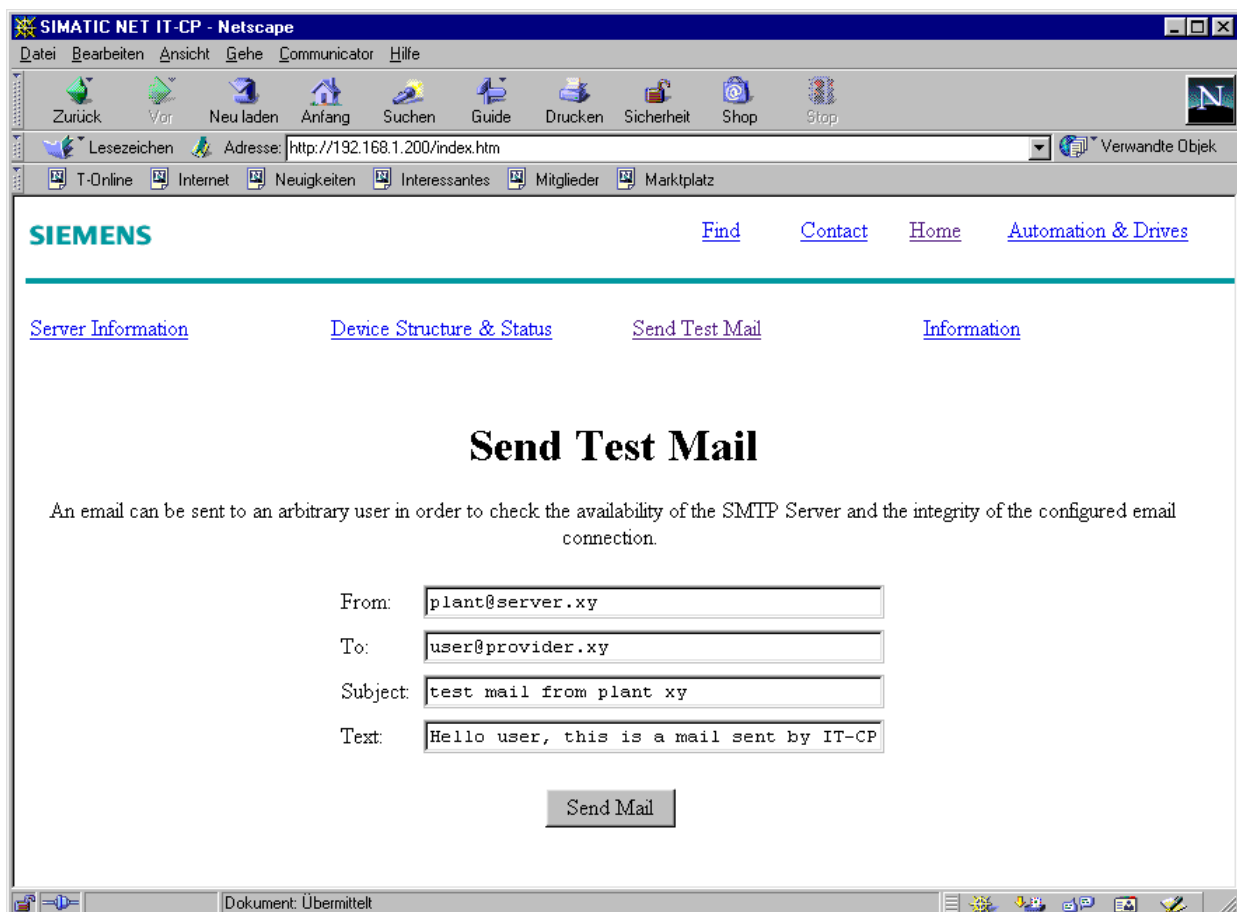 SIMATIC NET IT-CP - Netscape
Datei Bearbeiten Ansicht Gehe Communicator Hilfe
Zurück Vor Neu laden Anfang Suchen Guide Drucken Sicherheit Shop Stop
N
Lesezeichen Adresse: http://192.168.1.200/index.htm Verwandte Objek
T-Online Internet Neuigkeiten Interessantes Mitglieder Marktplatz
SIEMENS Find Contact Home Automation & Drives
Server Information Device Structure & Status Send Test Mail Information
Send Test Mail
An email can be sent to an arbitrary user in order to check the availability of the SMTP Server and the integrity of the configured email
connection.
From: plant@server.xy
To: user@provider.xy
Subject: test mail from plant xy
Text: Hello user, this is a mail sent by IT-CP
Send Mail
Dokument: Übermittelt